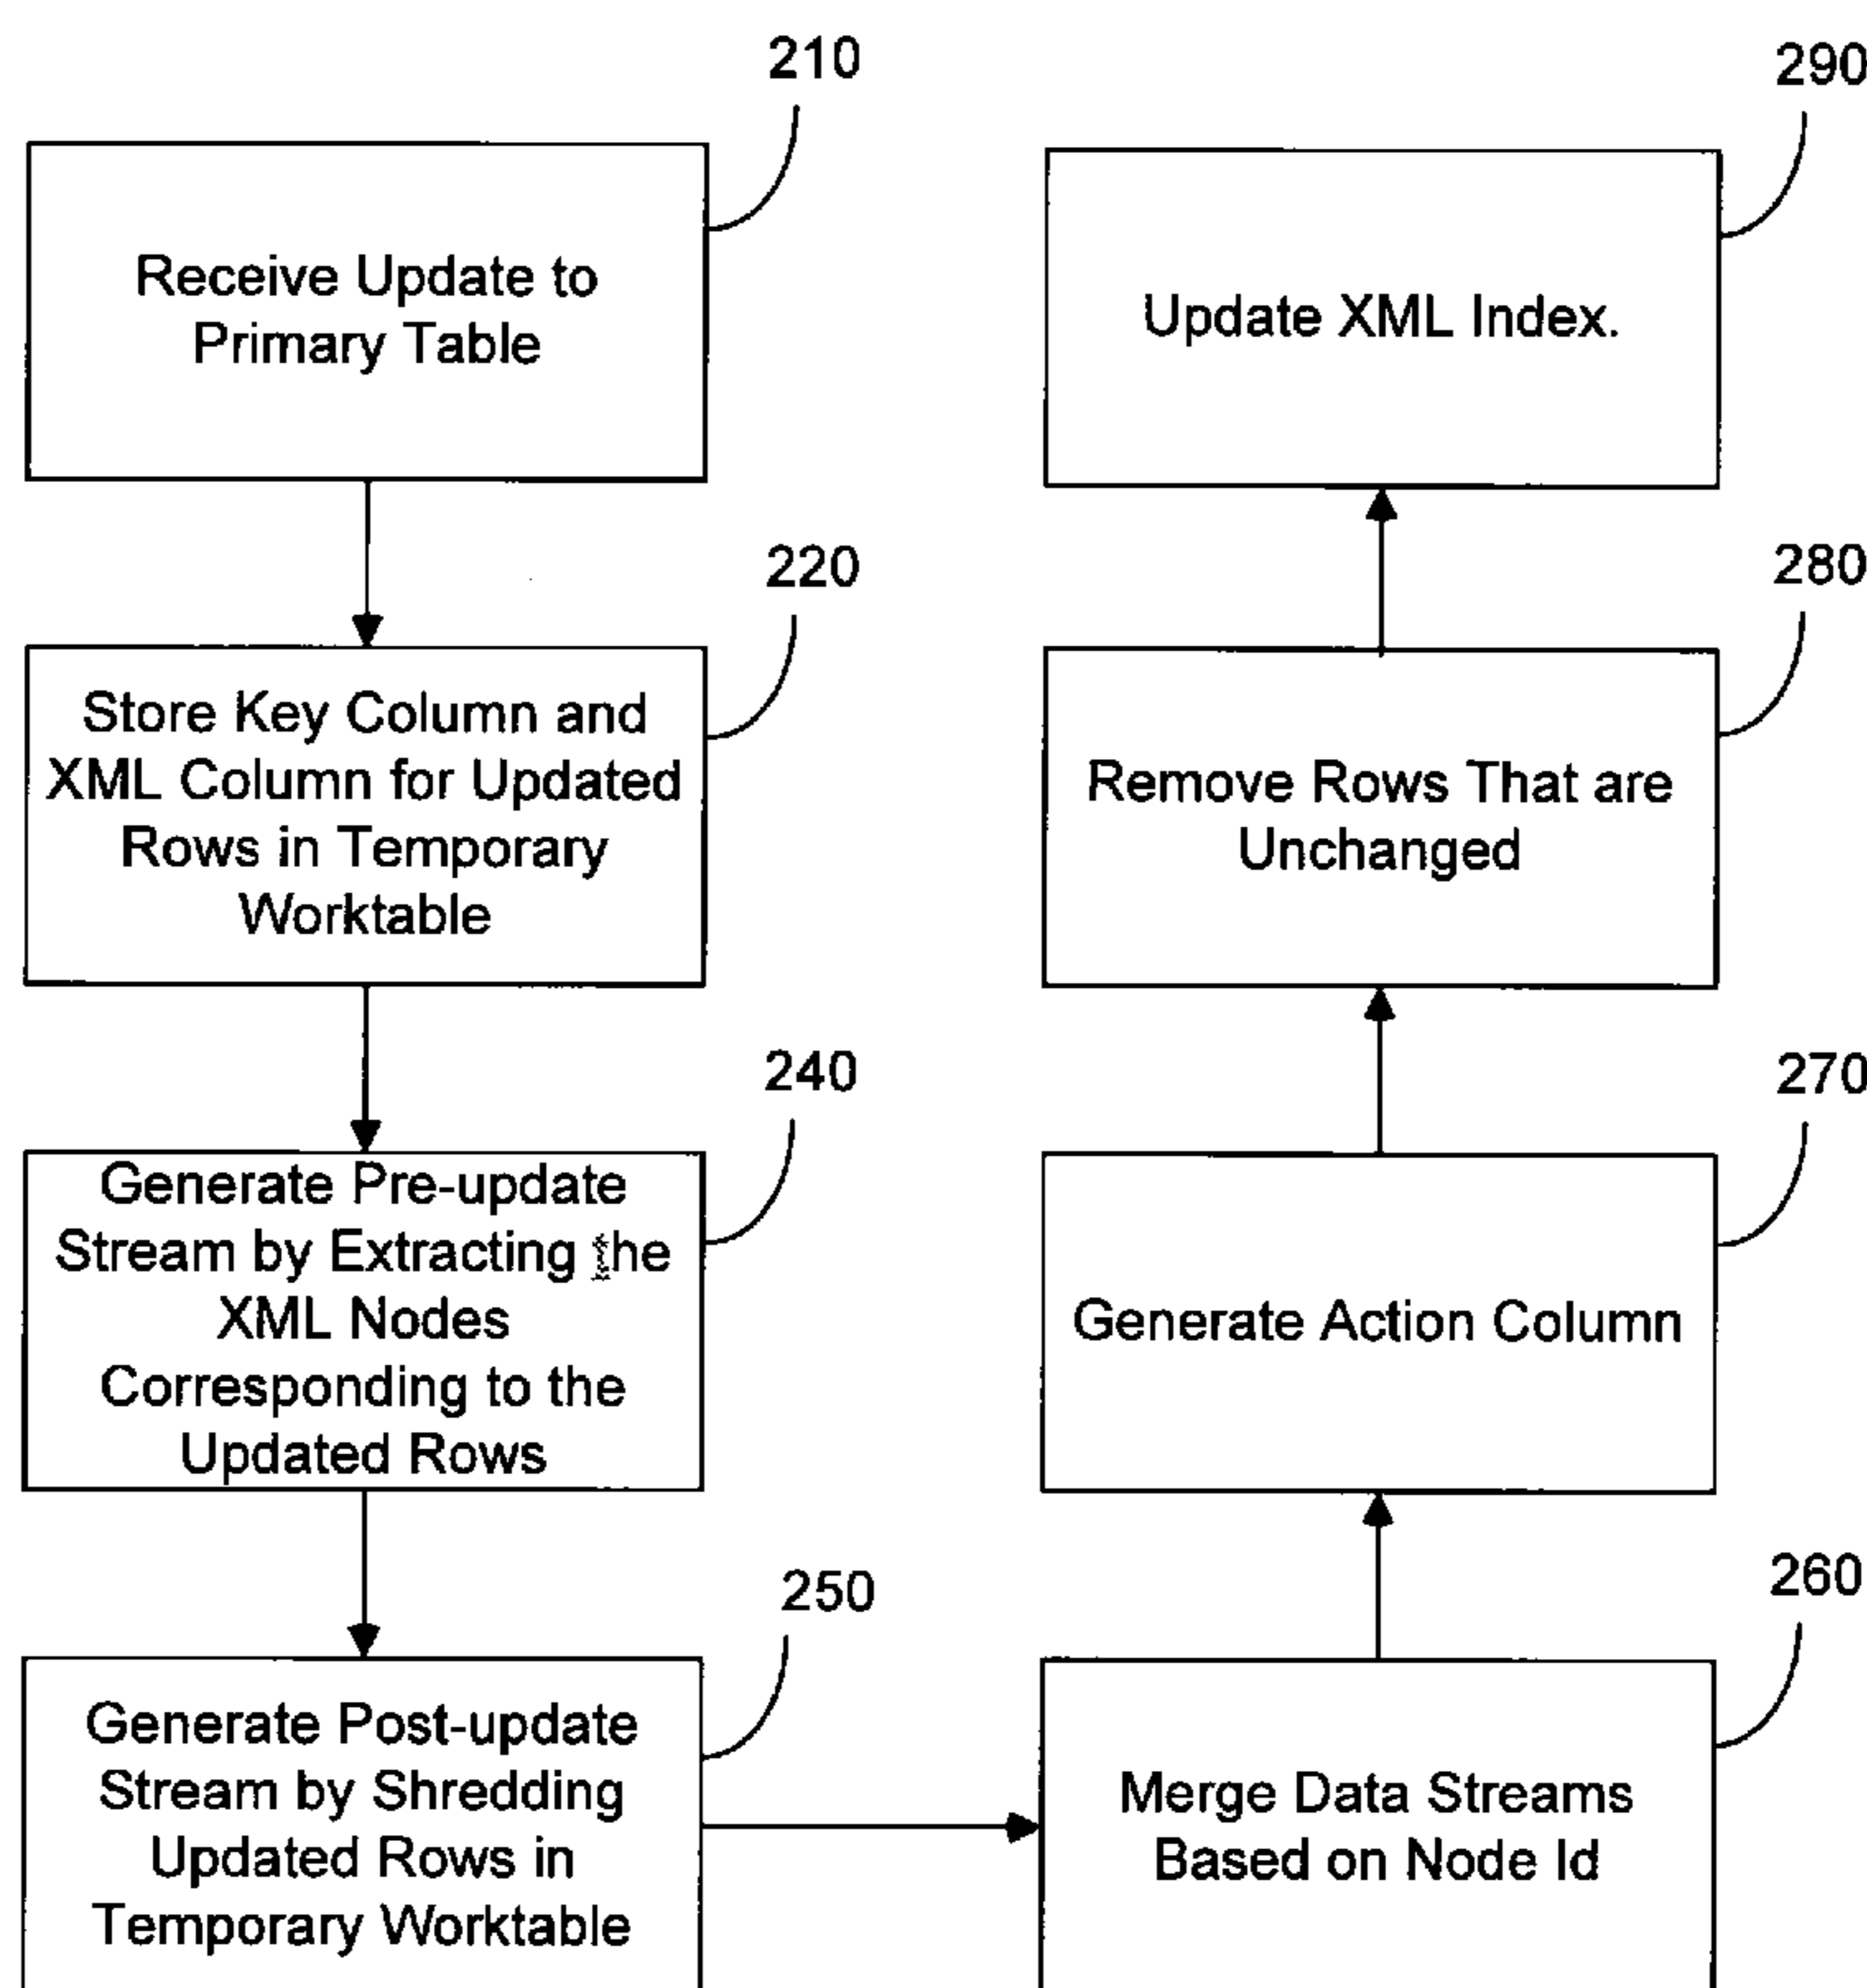 210
Receive Update to
Primary Table
220
Store Key Column and
XML Column for Updated
Rows in Temporary
Worktable
240
Generate Pre-update
Stream by Extracting the
XML Nodes
Corresponding to the
Updated Rows
250
Generate Post-update
Stream by Shredding
Updated Rows in
Temporary Worktable
260
Merge Data Streams
Based on Node Id
270
Generate Action Column
280
Remove Rows That are
Unchanged
290
Update XML Index.